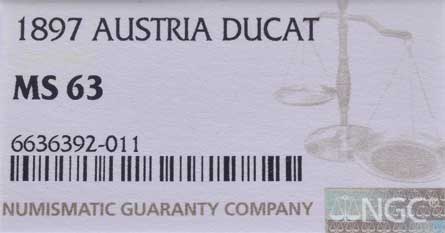 1897 AUSTRIA DUCAT
MS 63
6636392-011
NUMISMATIC GUARANTY COMPANY
NGC